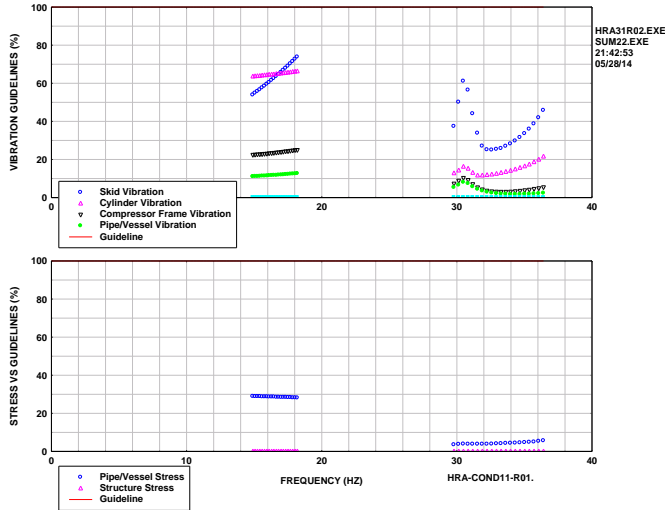 VIBRATION GUIDELINES (%)
100
80
60
40
20
0
0
20
40
Skid Vibration
Cylinder Vibration
Compressor Frame Vibration
Pipe/Vessel Vibration
Guideline
HRA31R02.EXE
SUM22.EXE
21:42:53
05/28/14
30
STRESS VS GUIDELINES (%)
100
80
60
40
20
0
0
10
20
30
40
FREQUENCY (HZ)
HRA-COND11-R01.
Pipe/Vessel Stress
Structure Stress
Guideline